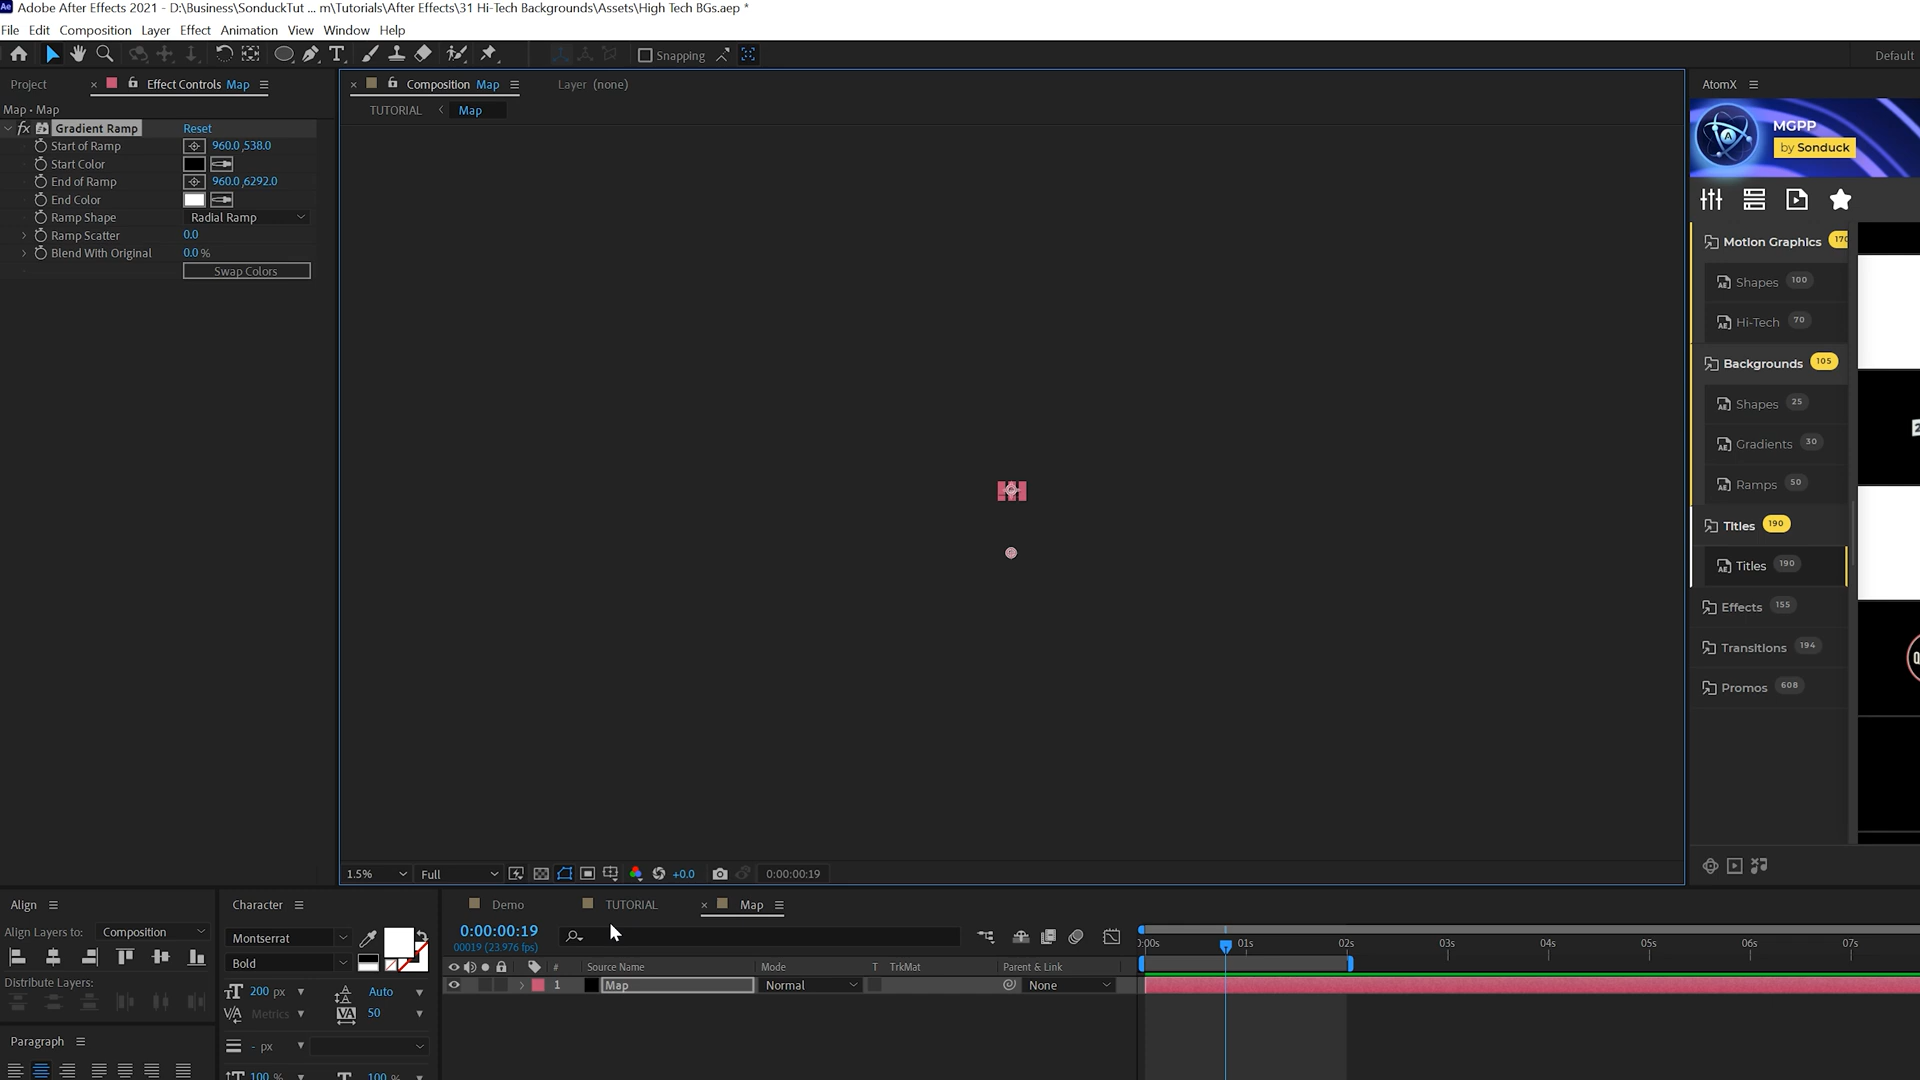 Adobe After Effects 2021 - D:\Business\SonduckTut ... m\Tutorials\After Effects\31 Hi-Tech Backgrounds\Assets\High Tech BGs.aep *
File Edit Composition Layer Effect Animation View Window Help
Snapping
Default
Project
× Effect Controls Map
× Composition Map
Layer (none)
AtomX
Map • Map
TUTORIAL < Map
MGPP
by Sonduck
fx Gradient Ramp Reset
Start of Ramp 960.0,538.0
Start Color
End of Ramp 960.0,6292.0
End Color
Ramp Shape Radial Ramp
Ramp Scatter 0.0
Blend With Original 0.0 %
Swap Colors
Motion Graphics 170
Shapes 100
Hi-Tech 70
Backgrounds 105
Shapes 25
Gradients 30
Ramps 50
Titles 190
Titles 190
Effects 155
Transitions 194
Promos 608
1.5% Full +0.0 0:00:00:19
Align
Align Layers to: Composition
Distribute Layers:
Paragraph
Character
Montserrat
Bold
200 px Auto
Metrics 50
- px
100 % 100 %
Demo TUTORIAL × Map
0:00:00:19
00019 (23.976 fps)
# Source Name Mode T TrkMat Parent & Link
1 Map Normal None
):00s 01s 02s 03s 04s 05s 06s 07s